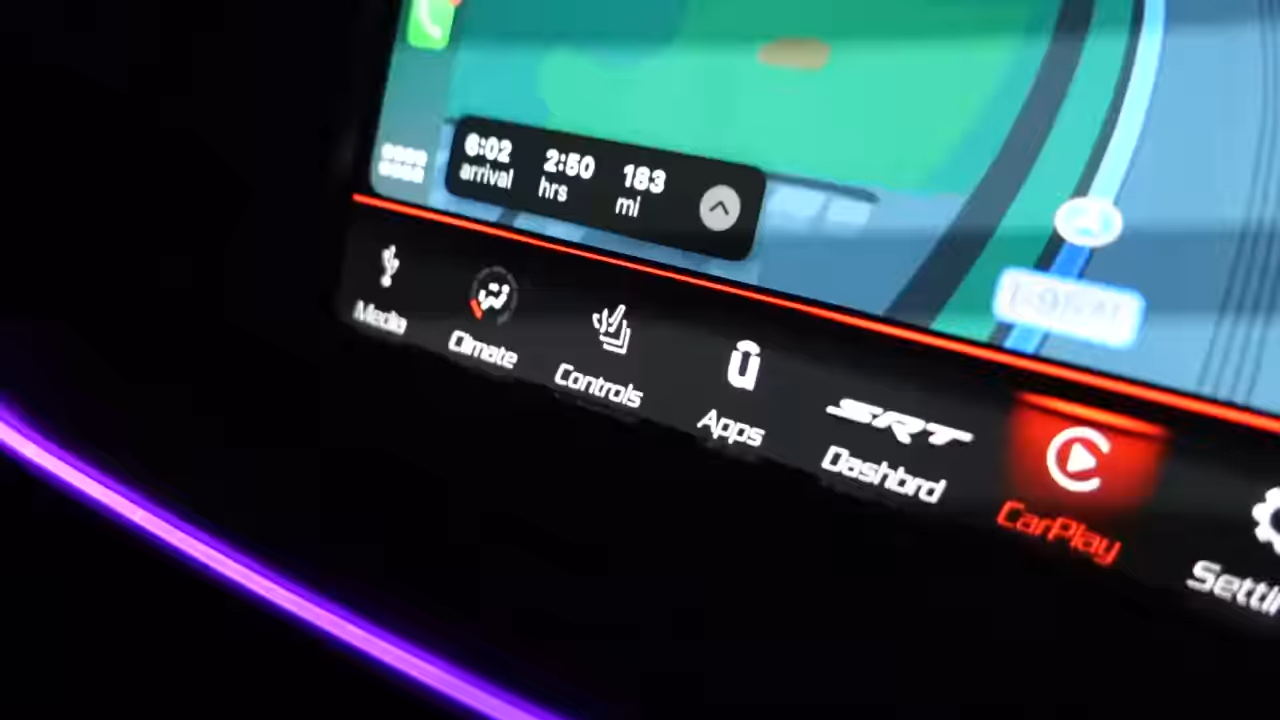 6:02 2:50 183
arrival hrs mi
Media Climate Controls Apps SRT Dashbrd CarPlay